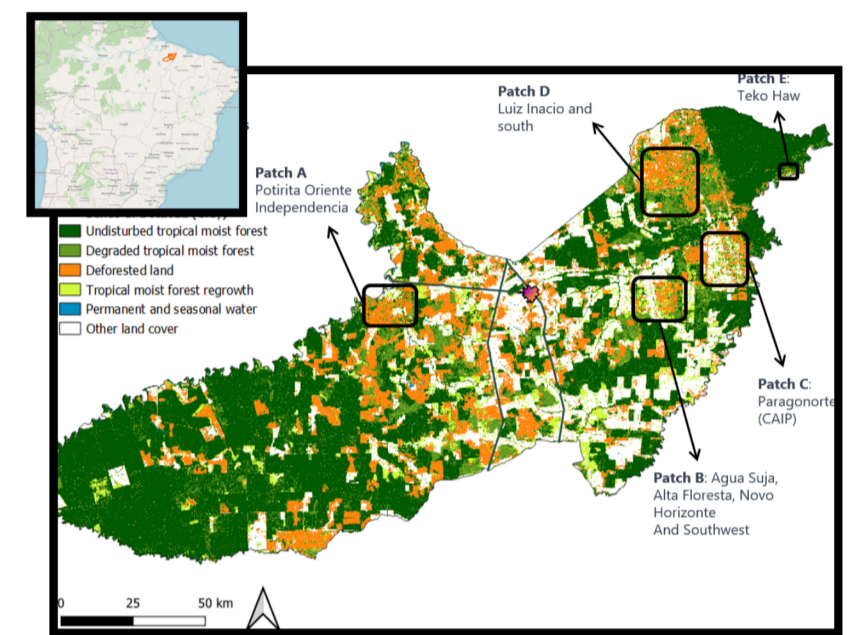 Patch E:
Teko Haw
Patch D
Luiz Inacio and
south
Patch A
Potirita Oriente
Independencia
Undisturbed tropical moist forest
Degraded tropical moist forest
Deforested land
Tropical moist forest regrowth
Permanent and seasonal water
Other land cover
Patch C:
Paragonorte
(CAIP)
Patch B: Agua Suja,
Alta Floresta, Novo
Horizonte
And Southwest
0 25 50 km